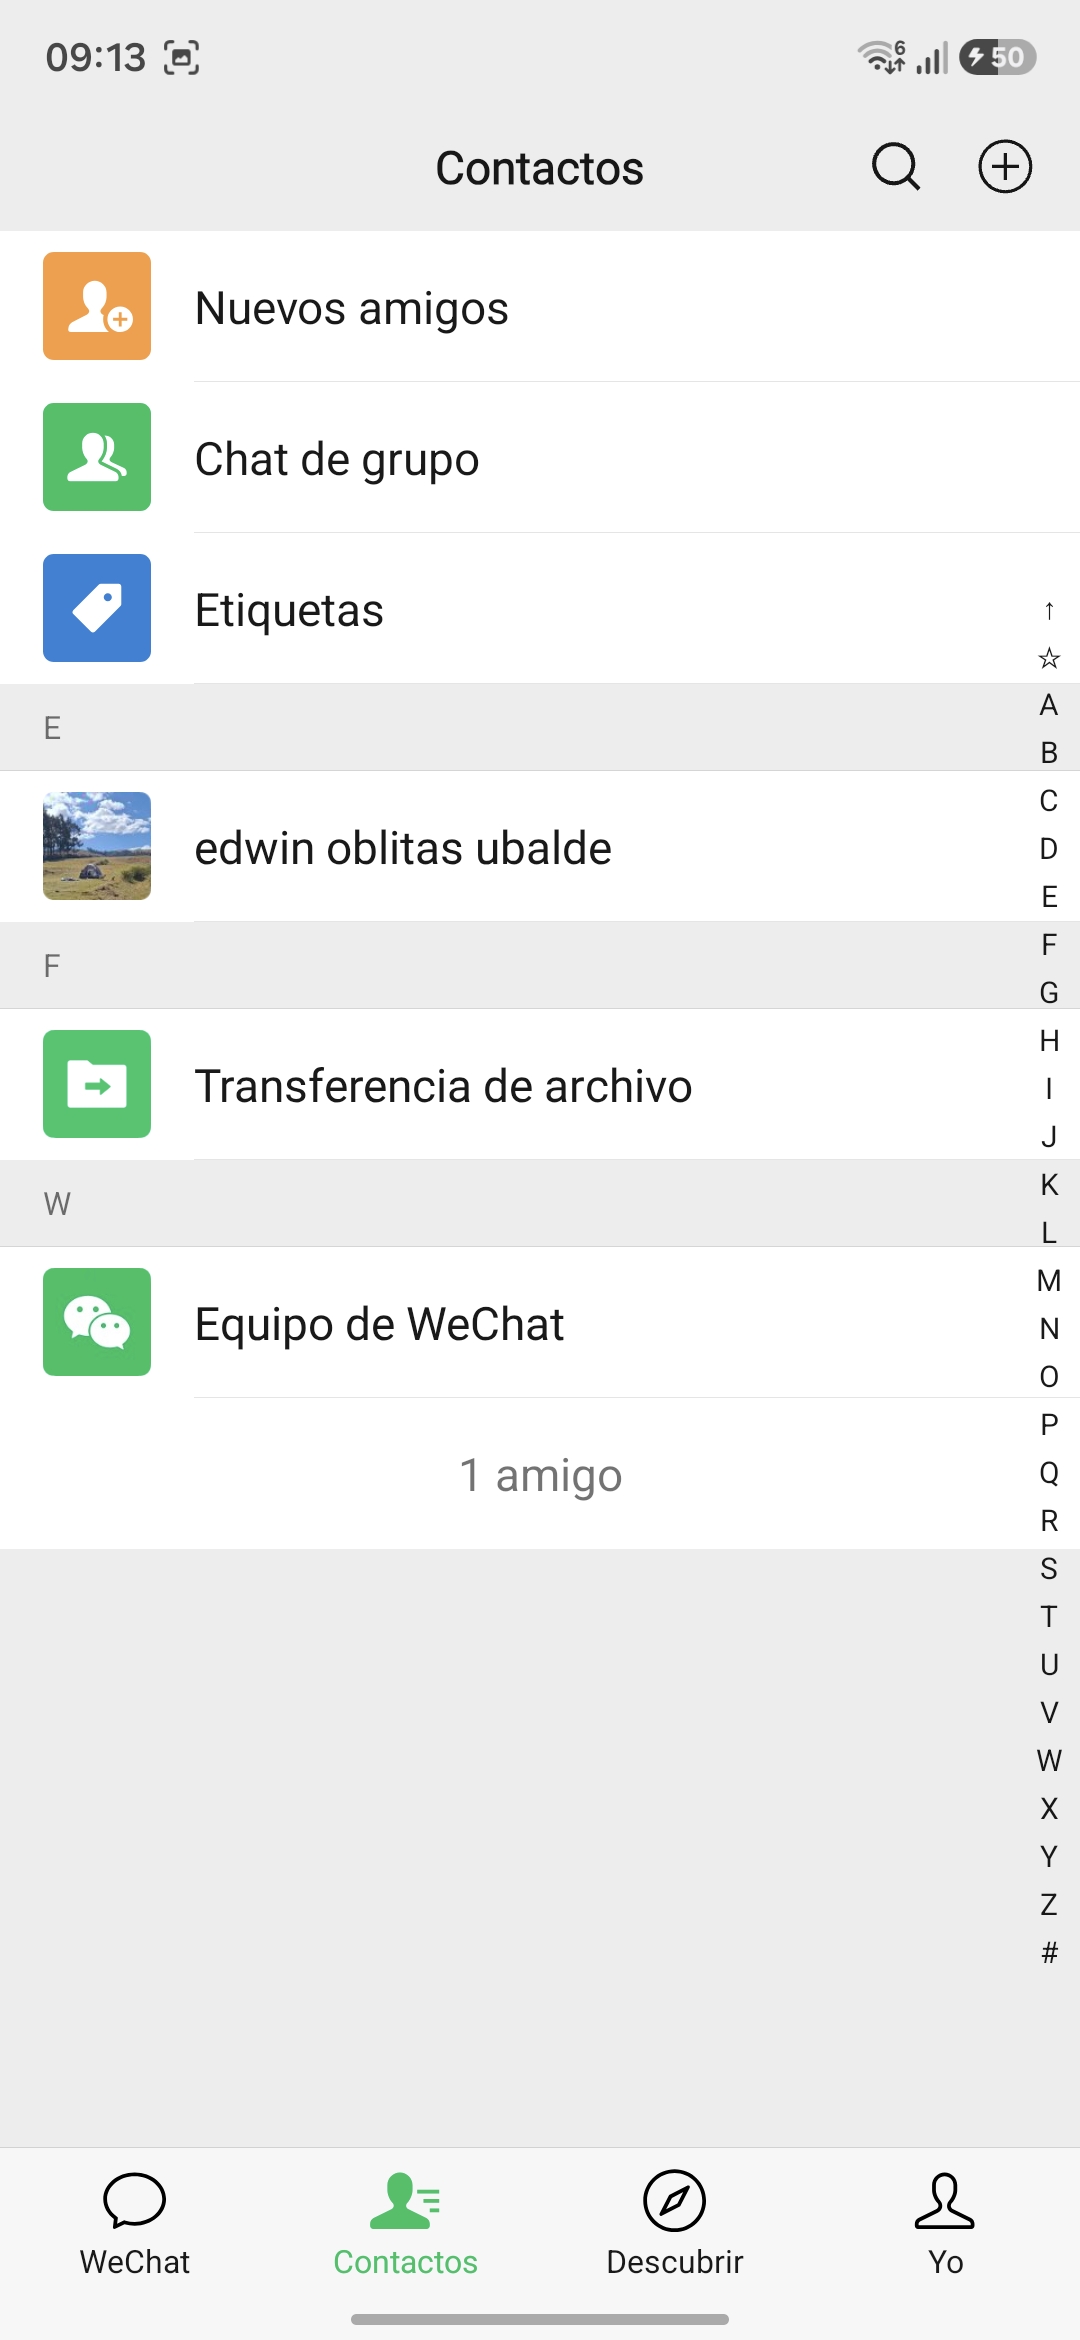 09:13
6
50
Contactos
Nuevos amigos
Chat de grupo
Etiquetas
↑
☆
A
E
B
C
edwin oblitas ubalde
D
E
F
F
G
H
Transferencia de archivo
I
J
K
W
L
M
Equipo de WeChat
N
O
P
1 amigo
Q
R
S
T
U
V
W
X
Y
Z
#
WeChat Contactos Descubrir Yo